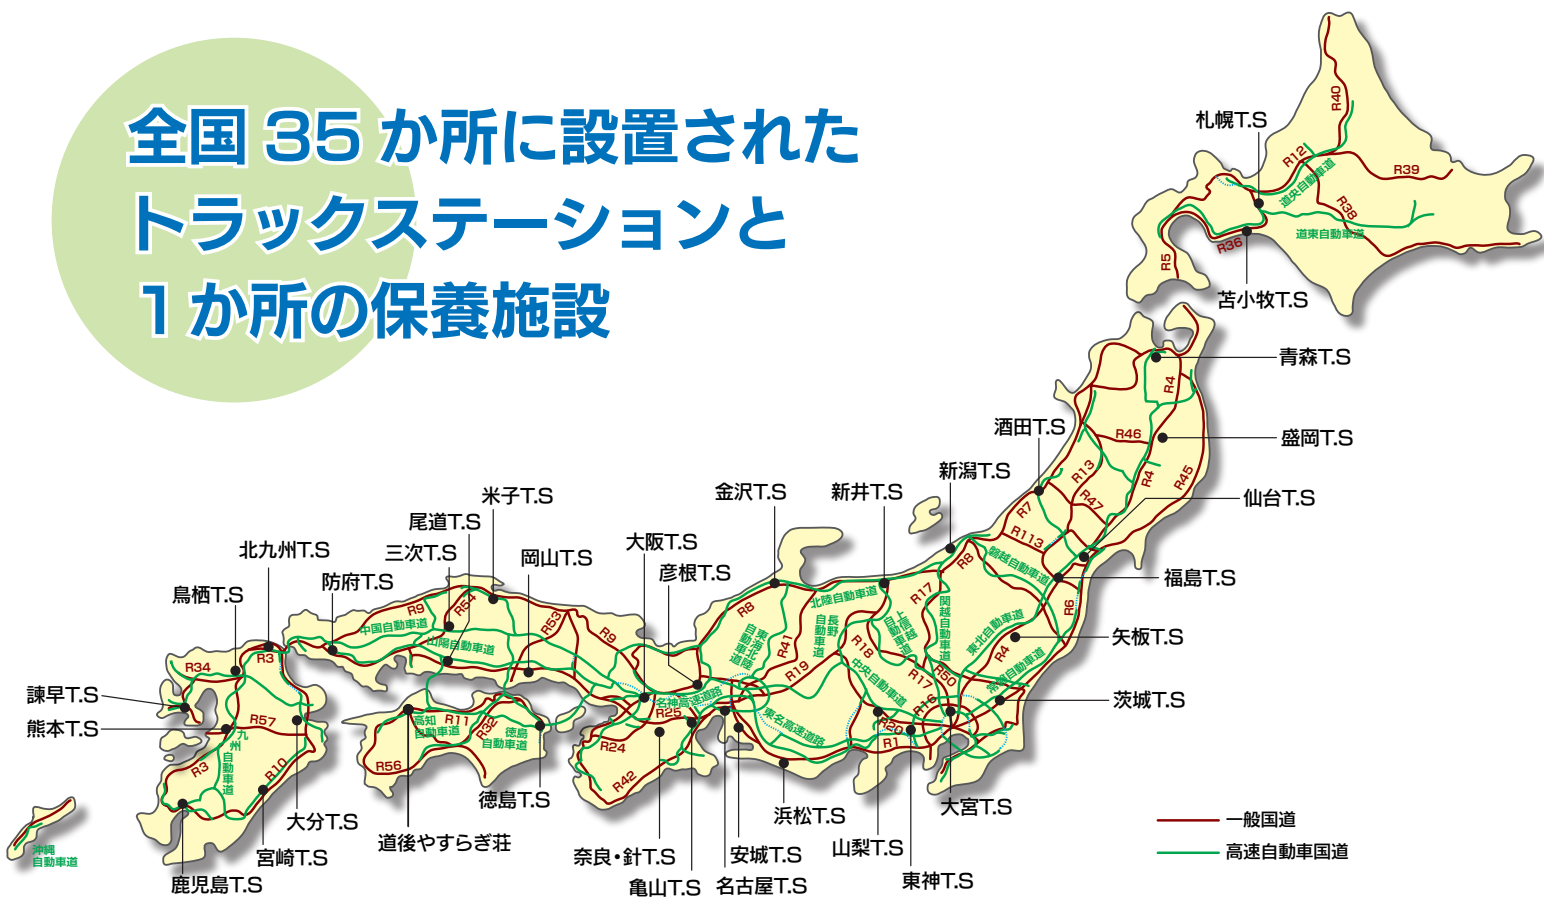 全国 35 か所に設置された
トラックステーションと
1か所の保養施設
札幌T.S
R40
R12
道央自動車道
R39
R38
道東自動車道
R36
R5
苫小牧T.S
青森T.S
R4
酒田T.S
R46
盛岡T.S
新潟T.S
R13
R4
R45
R47
仙台T.S
R7
R113
金沢T.S
新井T.S
米子T.S
尾道T.S
三次T.S
岡山T.S
大阪T.S
彦根T.S
北九州T.S
防府T.S
鳥栖T.S
磐越自動車道
R8
福島T.S
R6
北陸自動車道
R17
関越自動車道
上信越自動車道
長野自動車道
東北自動車道
R4
矢板T.S
R8
東海北陸自動車道
R41
R9
R54
中国自動車道
山陽自動車道
R53
R9
R19
R18
中央自動車道
R17
R50
常磐自動車道
茨城T.S
R16
R20
R1
R3
R34
諫早T.S
熊本T.S
R57
九州自動車道
R3
R10
名神高速道路
R25
東名高速道路
高知自動車道
R11
R32
徳島自動車道
R56
R24
R42
徳島T.S
道後やすらぎ荘
大分T.S
宮崎T.S
鹿児島T.S
沖縄自動車道
奈良・針T.S
亀山T.S
名古屋T.S
安城T.S
浜松T.S
山梨T.S
東神T.S
大宮T.S
一般国道
高速自動車国道